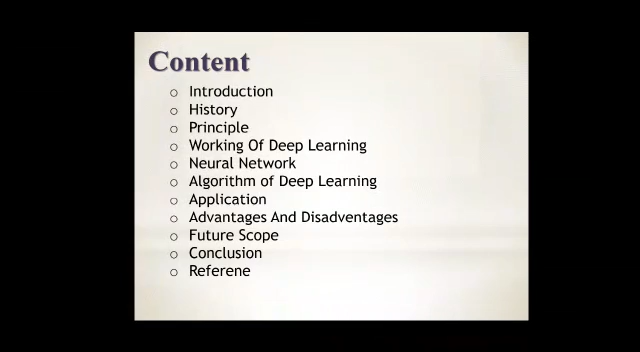 Content
Introduction
History
Principle
Working Of Deep Learning
Neural Network
Algorithm of Deep Learning
Application
Advantages And Disadventages
Future Scope
Conclusion
Referene